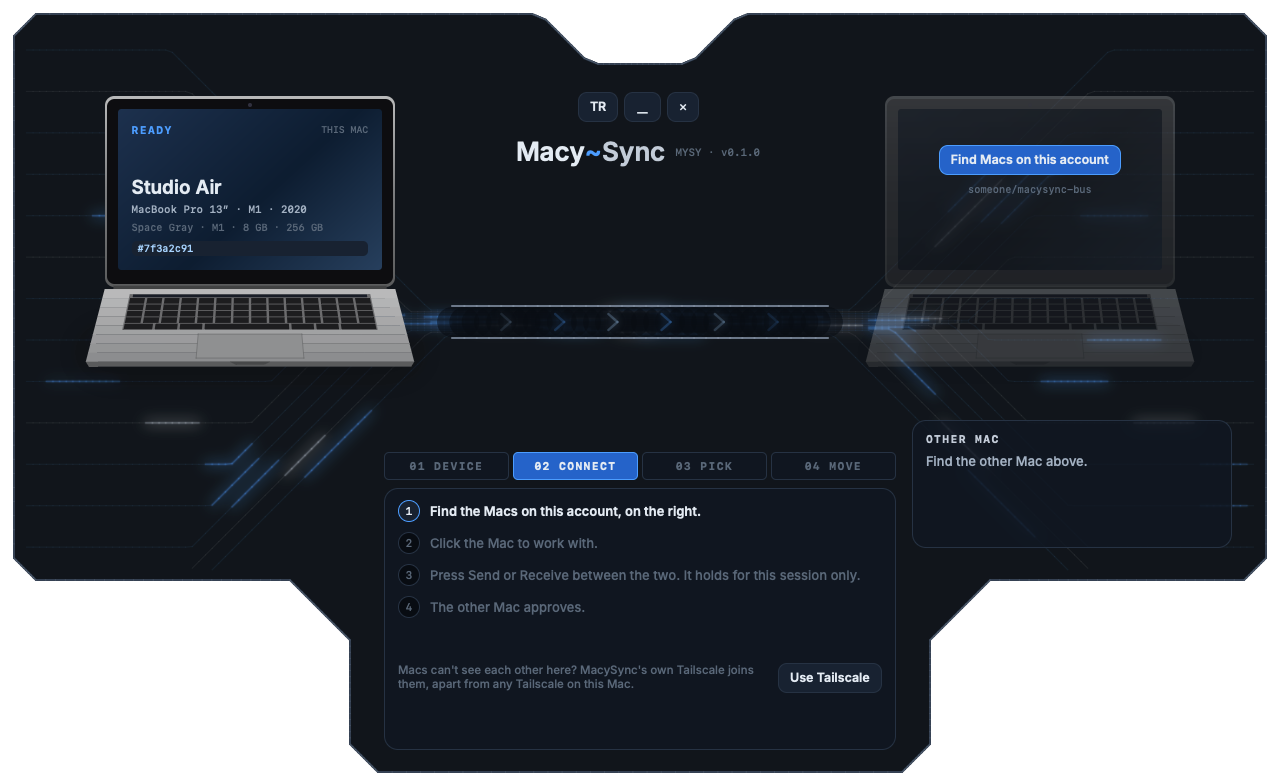 TR
_
×
Macy~Sync MYSY · v0.1.0
READY
THIS MAC
Studio Air
MacBook Pro 13″ · M1 · 2020
Space Gray · M1 · 8 GB · 256 GB
#7f3a2c91
Find Macs on this account
someone/macysync-bus
01 DEVICE
02 CONNECT
03 PICK
04 MOVE
1 Find the Macs on this account, on the right.
2 Click the Mac to work with.
3 Press Send or Receive between the two. It holds for this session only.
4 The other Mac approves.
Macs can't see each other here? MacySync's own Tailscale joins
them, apart from any Tailscale on this Mac.
Use Tailscale
OTHER MAC
Find the other Mac above.